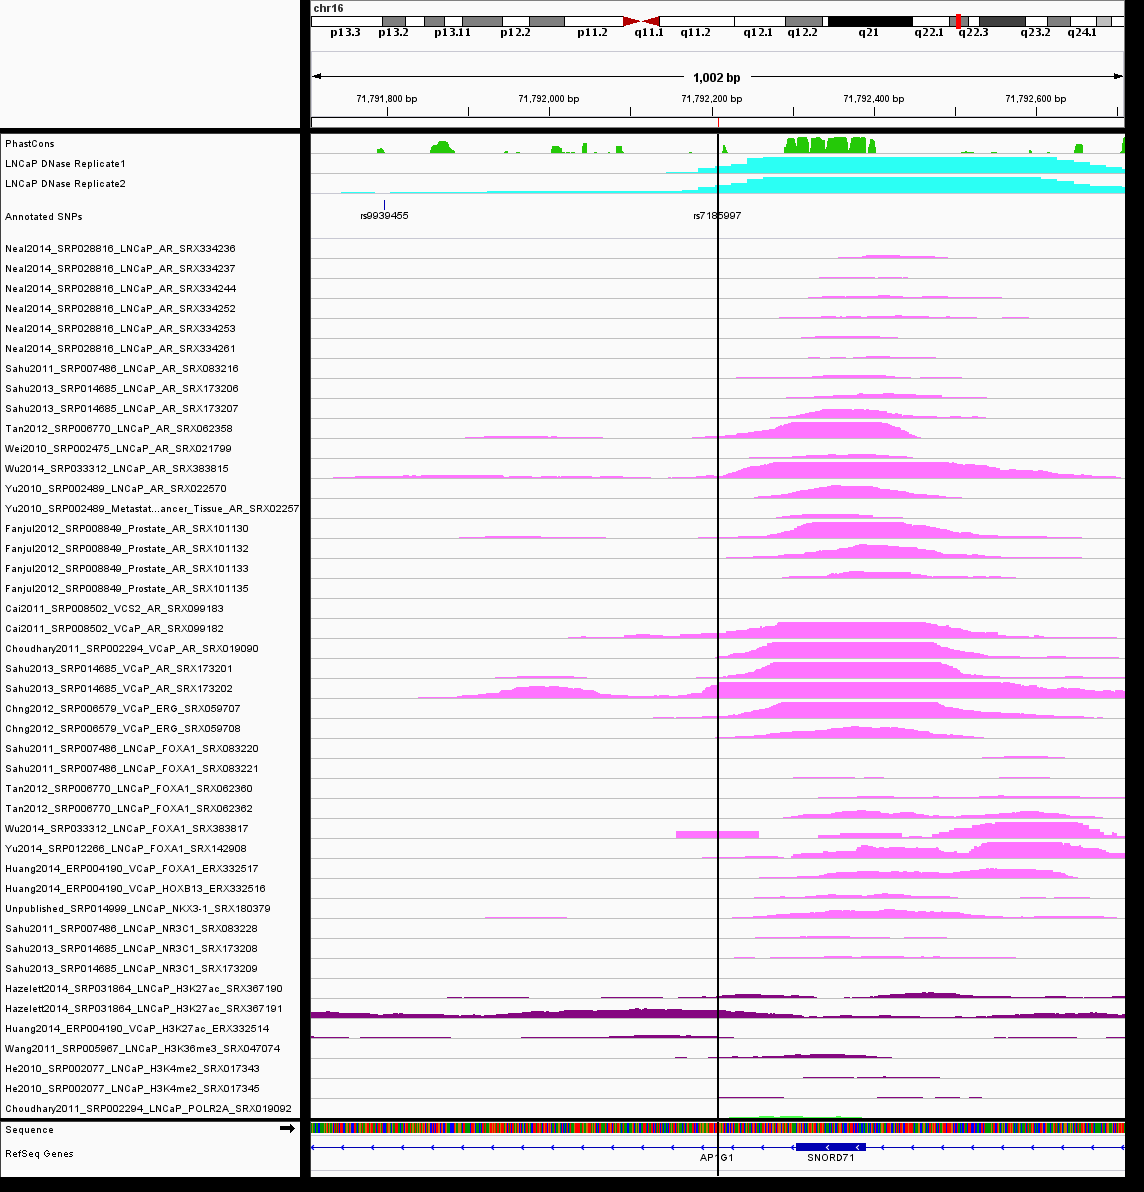 chr16
p13.3 p13.2 p13.11 p12.2 p11.2 q11.1 q11.2 q12.1 q12.2 q21 q22.1 q22.3 q23.2 q24.1
1,002 bp
71,791,800 bp 71,792,000 bp 71,792,200 bp 71,792,400 bp 71,792,600 bp
PhastCons
LNCaP DNase Replicate1
LNCaP DNase Replicate2
Annotated SNPs rs9939455 rs7185997
Neal2014_SRP028816_LNCaP_AR_SRX334236
Neal2014_SRP028816_LNCaP_AR_SRX334237
Neal2014_SRP028816_LNCaP_AR_SRX334244
Neal2014_SRP028816_LNCaP_AR_SRX334252
Neal2014_SRP028816_LNCaP_AR_SRX334253
Neal2014_SRP028816_LNCaP_AR_SRX334261
Sahu2011_SRP007486_LNCaP_AR_SRX083216
Sahu2013_SRP014685_LNCaP_AR_SRX173206
Sahu2013_SRP014685_LNCaP_AR_SRX173207
Tan2012_SRP006770_LNCaP_AR_SRX062358
Wei2010_SRP002475_LNCaP_AR_SRX021799
Wu2014_SRP033312_LNCaP_AR_SRX383815
Yu2010_SRP002489_LNCaP_AR_SRX022570
Yu2010_SRP002489_Metastat...ancer_Tissue_AR_SRX02257
Fanjul2012_SRP008849_Prostate_AR_SRX101130
Fanjul2012_SRP008849_Prostate_AR_SRX101132
Fanjul2012_SRP008849_Prostate_AR_SRX101133
Fanjul2012_SRP008849_Prostate_AR_SRX101135
Cai2011_SRP008502_VCS2_AR_SRX099183
Cai2011_SRP008502_VCaP_AR_SRX099182
Choudhary2011_SRP002294_VCaP_AR_SRX019090
Sahu2013_SRP014685_VCaP_AR_SRX173201
Sahu2013_SRP014685_VCaP_AR_SRX173202
Chng2012_SRP006579_VCaP_ERG_SRX059707
Chng2012_SRP006579_VCaP_ERG_SRX059708
Sahu2011_SRP007486_LNCaP_FOXA1_SRX083220
Sahu2011_SRP007486_LNCaP_FOXA1_SRX083221
Tan2012_SRP006770_LNCaP_FOXA1_SRX062360
Tan2012_SRP006770_LNCaP_FOXA1_SRX062362
Wu2014_SRP033312_LNCaP_FOXA1_SRX383817
Yu2014_SRP012266_LNCaP_FOXA1_SRX142908
Huang2014_ERP004190_VCaP_FOXA1_ERX332517
Huang2014_ERP004190_VCaP_HOXB13_ERX332516
Unpublished_SRP014999_LNCaP_NKX3-1_SRX180379
Sahu2011_SRP007486_LNCaP_NR3C1_SRX083228
Sahu2013_SRP014685_LNCaP_NR3C1_SRX173208
Sahu2013_SRP014685_LNCaP_NR3C1_SRX173209
Hazelett2014_SRP031864_LNCaP_H3K27ac_SRX367190
Hazelett2014_SRP031864_LNCaP_H3K27ac_SRX367191
Huang2014_ERP004190_VCaP_H3K27ac_ERX332514
Wang2011_SRP005967_LNCaP_H3K36me3_SRX047074
He2010_SRP002077_LNCaP_H3K4me2_SRX017343
He2010_SRP002077_LNCaP_H3K4me2_SRX017345
Choudhary2011_SRP002294_LNCaP_POLR2A_SRX019092
Sequence
RefSeq Genes AP1G1 SNORD71